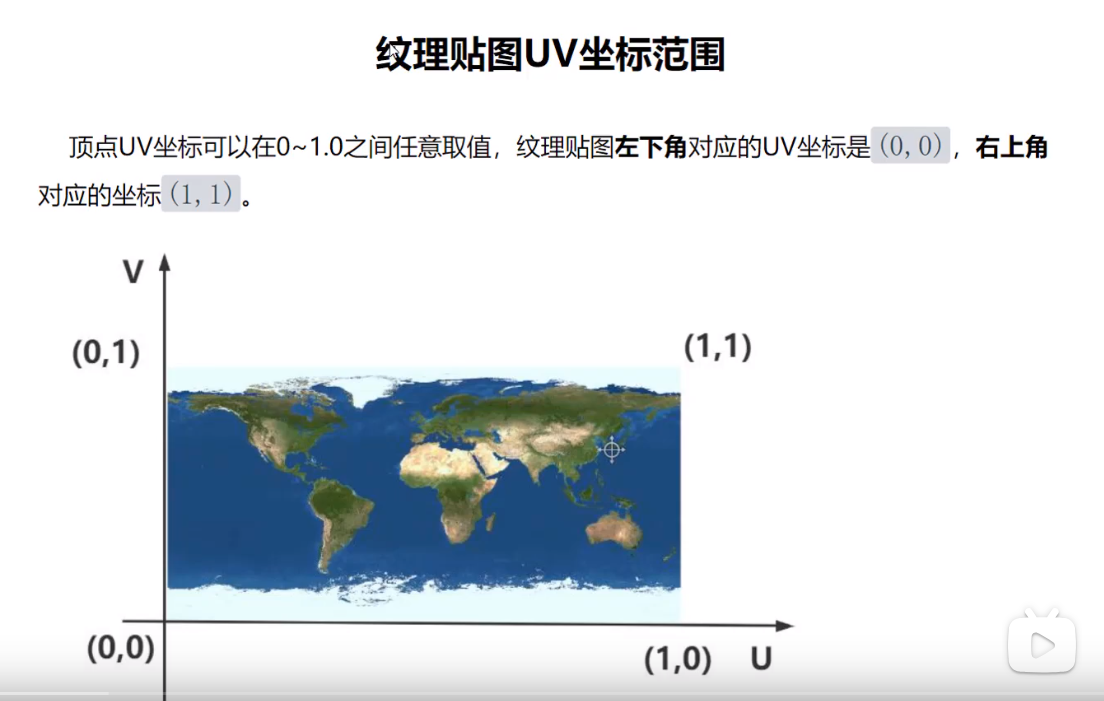 纹理贴图UV坐标范围
顶点UV坐标可以在0~1.0之间任意取值，纹理贴图左下角对应的UV坐标是(0, 0)，右上角
对应的坐标(1, 1)。
V
(0,1)
(1,1)
(0,0)
(1,0)
U